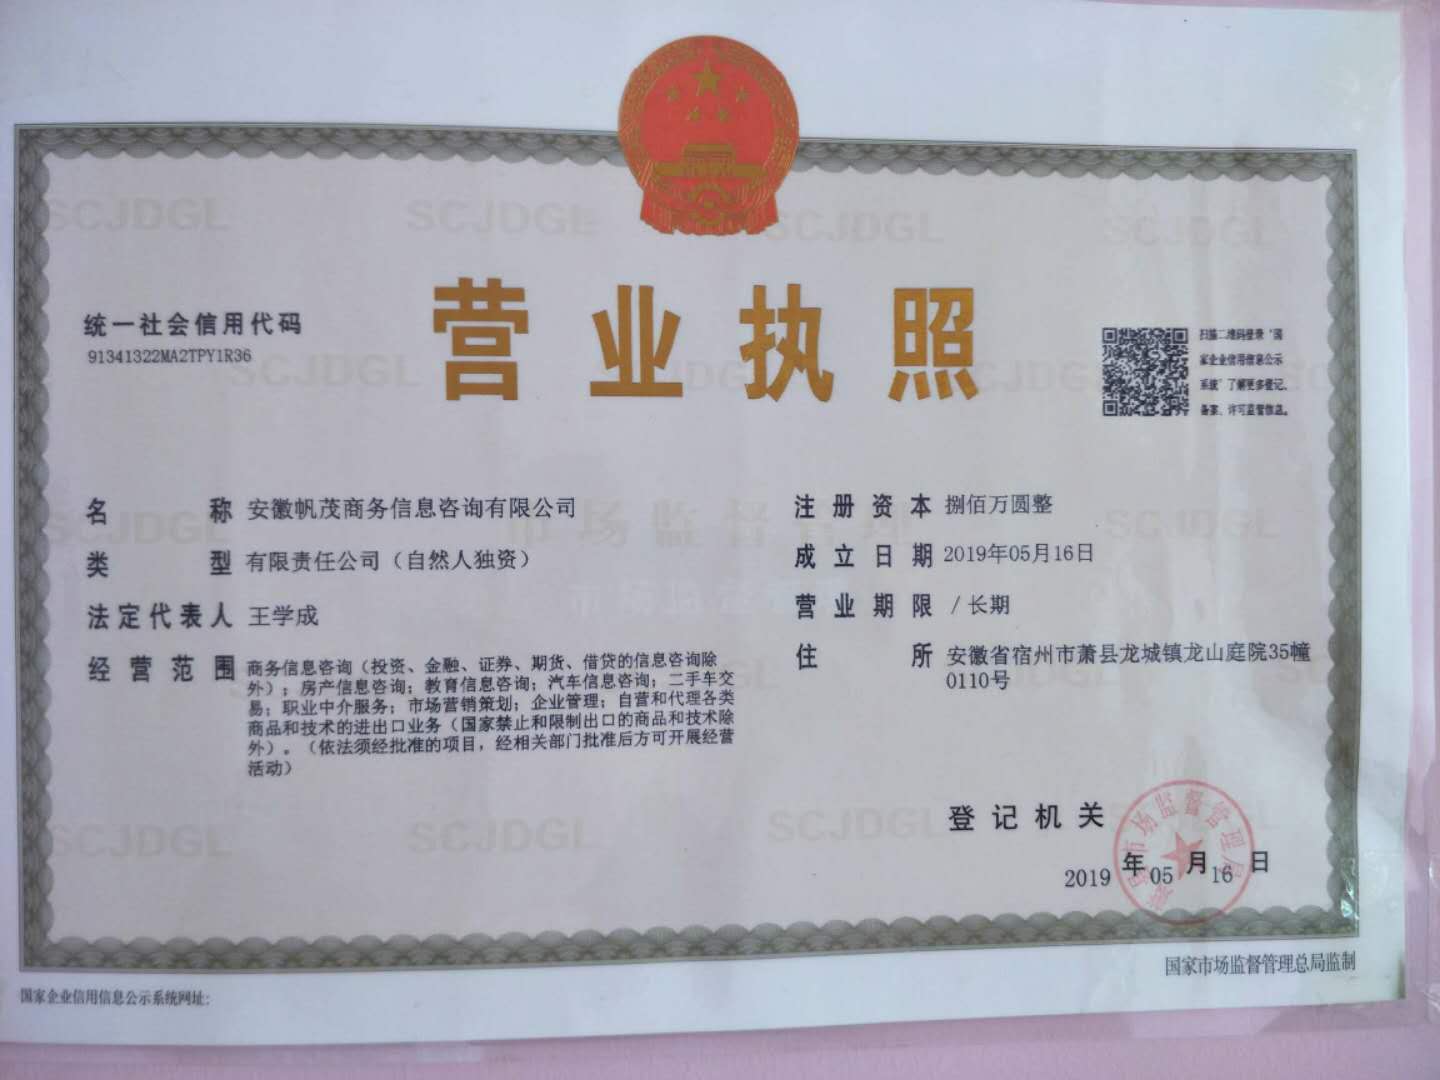 营业执照
统一社会信用代码
91341322MA2TPY1R36
扫描二维码登录‘国
家企业信用信息公示
系统’了解更多登记、
备案、许可监管信息。
名称 安徽帆茂商务信息咨询有限公司
类型 有限责任公司（自然人独资）
法定代表人 王学成
经营范围 商务信息咨询（投资、金融、证券、期货、借贷的信息咨询除
外）；房产信息咨询；教育信息咨询；汽车信息咨询；二手车交
易；职业中介服务；市场营销策划；企业管理；自营和代理各类
商品和技术的进出口业务（国家禁止和限制出口的商品和技术除
外）。（依法须经批准的项目，经相关部门批准后方可开展经营
活动）
注册资本 捌佰万圆整
成立日期 2019年05月16日
营业期限 / 长期
住所 安徽省宿州市萧县龙城镇龙山庭院35幢
0110号
登记机关
萧县市场监督管理局
2019年05月16日
国家企业信用信息公示系统网址:
国家市场监督管理总局监制
SCJDGL
市场监督管理